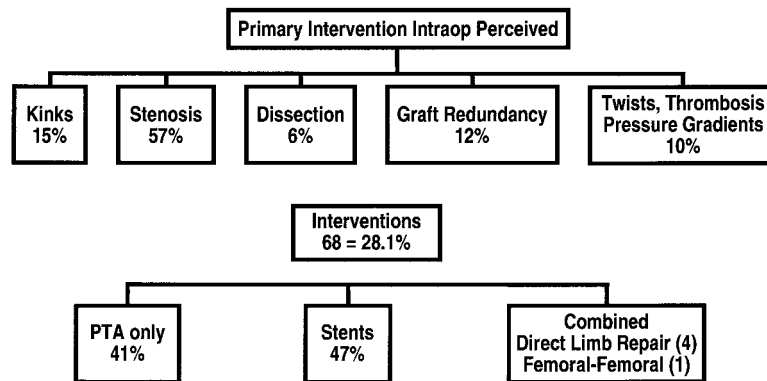 Primary Intervention Intraop Perceived
Kinks
15%
Stenosis
57%
Dissection
6%
Graft Redundancy
12%
Twists, Thrombosis
Pressure Gradients
10%
Interventions
68 = 28.1%
PTA only
41%
Stents
47%
Combined
Direct Limb Repair (4)
Femoral-Femoral (1)